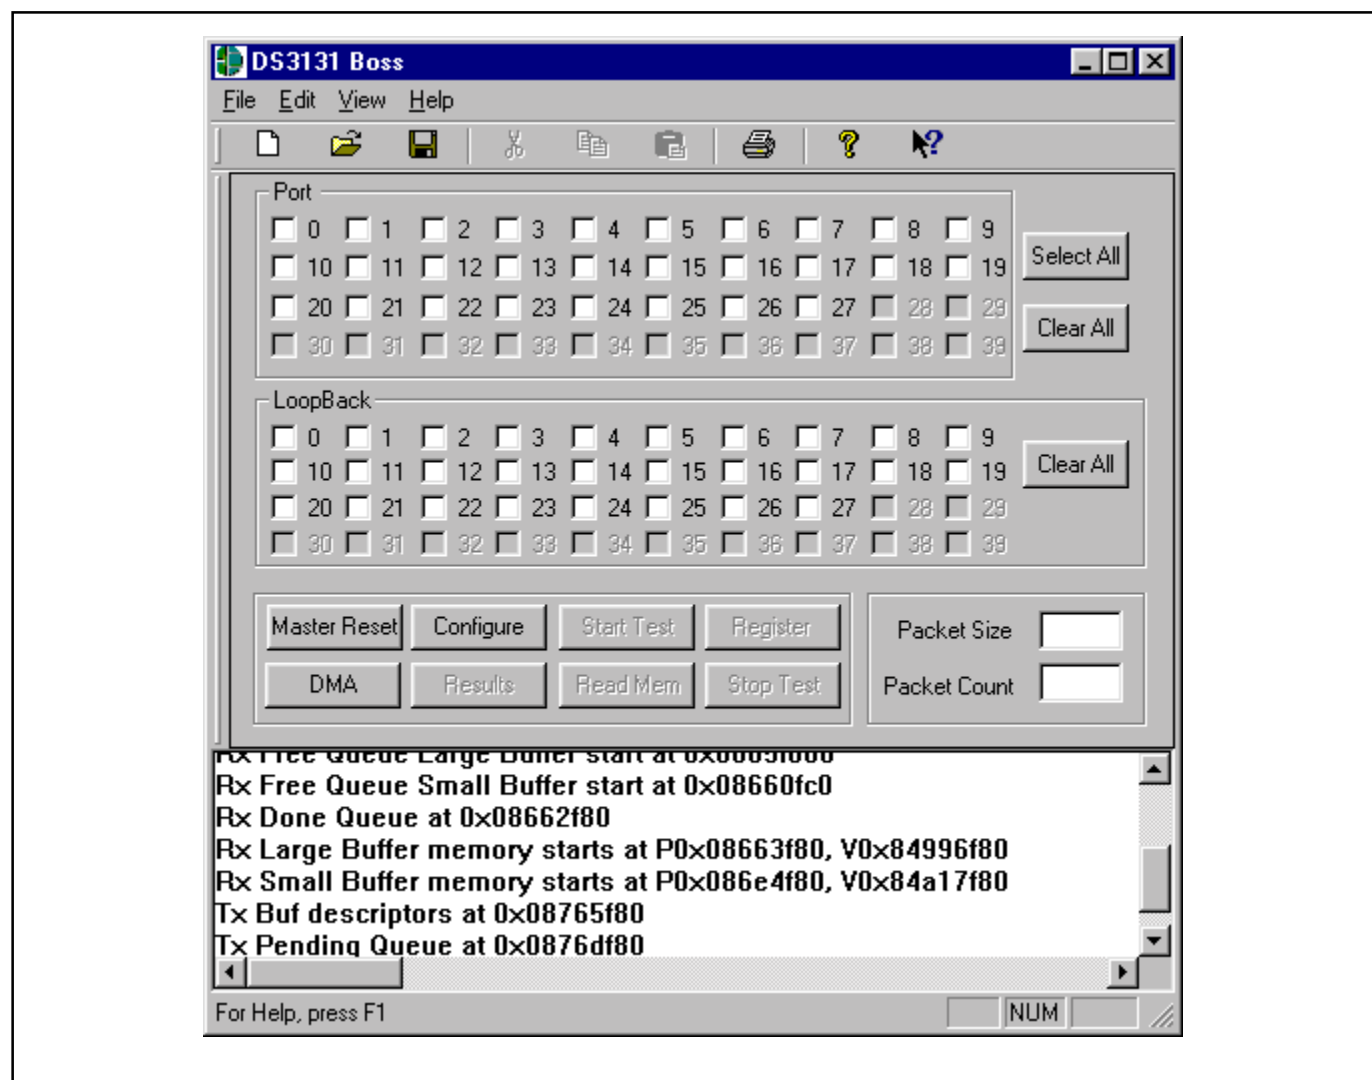 DS3131 Boss
File Edit View Help
Port
0 1 2 3 4 5 6 7 8 9
10 11 12 13 14 15 16 17 18 19
20 21 22 23 24 25 26 27 28 29
30 31 32 33 34 35 36 37 38 39
Select All
Clear All
LoopBack
0 1 2 3 4 5 6 7 8 9
10 11 12 13 14 15 16 17 18 19
20 21 22 23 24 25 26 27 28 29
30 31 32 33 34 35 36 37 38 39
Clear All
Master Reset Configure Start Test Register
DMA Results Read Mem Stop Test
Packet Size
Packet Count
Rx Free Queue Large Buffer start at
Rx Free Queue Small Buffer start at 0x08660fc0
Rx Done Queue at 0x08662f80
Rx Large Buffer memory starts at P0x08663f80, V0x84996f80
Rx Small Buffer memory starts at P0x086e4f80, V0x84a17f80
Tx Buf descriptors at 0x08765f80
Tx Pending Queue at 0x0876df80
For Help, press F1
NUM